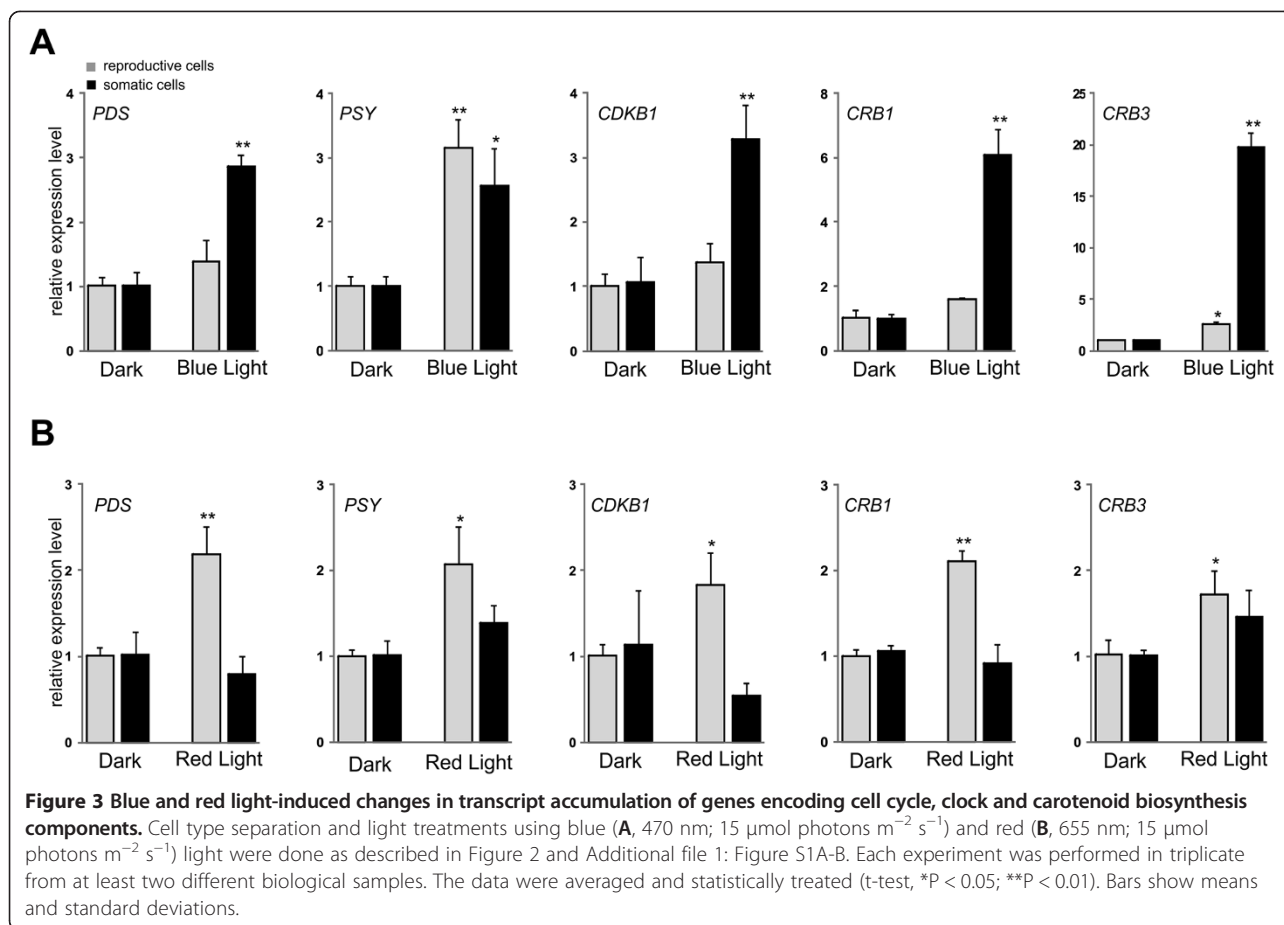 A
reproductive cells
somatic cells
relative expression level
4
3
2
1
0
PDS
**
Dark
Blue Light
4
3
2
1
0
PSY
**
*
Dark
Blue Light
4
3
2
1
0
CDKB1
**
Dark
Blue Light
8
6
4
2
0
CRB1
**
Dark
Blue Light
25
20
15
10
5
0
CRB3
*
**
Dark
Blue Light
B
relative expression level
3
2
1
0
PDS
**
Dark
Red Light
3
2
1
0
PSY
*
Dark
Red Light
3
2
1
0
CDKB1
*
Dark
Red Light
3
2
1
0
CRB1
**
Dark
Red Light
3
2
1
0
CRB3
*
Dark
Red Light
Figure 3 Blue and red light-induced changes in transcript accumulation of genes encoding cell cycle, clock and carotenoid biosynthesis
components. Cell type separation and light treatments using blue (A, 470 nm; 15 μmol photons m⁻² s⁻¹) and red (B, 655 nm; 15 μmol
photons m⁻² s⁻¹) light were done as described in Figure 2 and Additional file 1: Figure S1A-B. Each experiment was performed in triplicate
from at least two different biological samples. The data were averaged and statistically treated (t-test, *P < 0.05; **P < 0.01). Bars show means
and standard deviations.